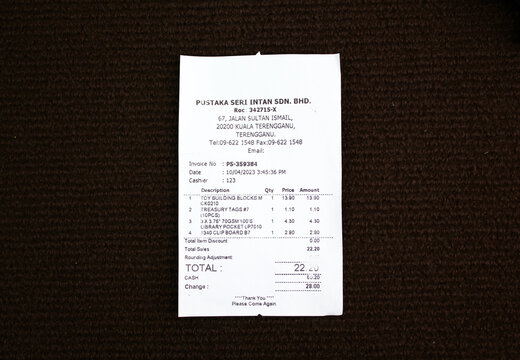 PUSTAKA SERI INTAN SDN. BHD.
Roc 342715-X
67, JALAN SULTAN ISMAIL,
20200 KUALA TERENGGANU,
TERENGGANU.
Tel:09-622 1548 Fax:09-622 1548
Email:
Invoice No : PS-359384
Date : 10/04/2023 3:45:36 PM
Cashier : 123
Description Qty Price Amount
1 TOY BUILDING BLOCKS M 1 13.90 13.90
CK0210
2 TREASURY TAGS #7 1 1.10 1.10
(10PCS)
3 3 X 3.75" 70GSM 100'S 1 4.30 4.30
LIBRARY POCKET LP7010
4 1340 CLIP BOARD B7 1 2.90 2.90
Total Item Discount 0.00
Total Sales 22.20
Rounding Adjustment:
TOTAL : 22.20
CASH
Change : 28.00
****Thank You ****
Please Come Again.